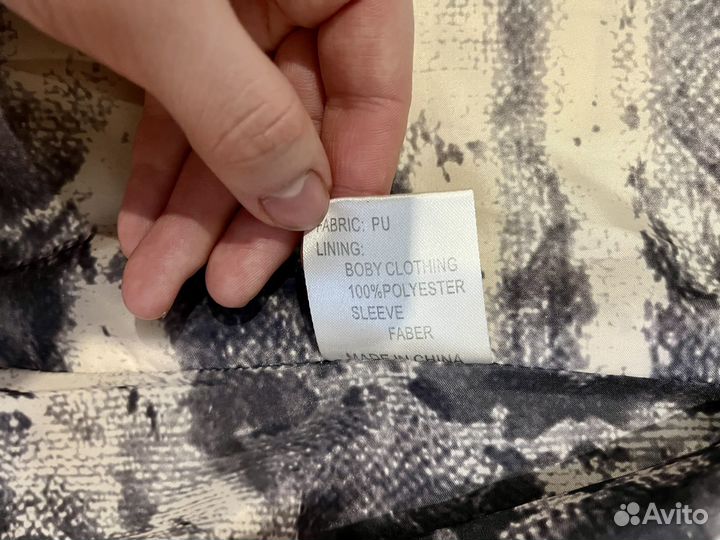 FABRIC: PU
LINING:
BOBY CLOTHING
100%POLYESTER
SLEEVE
FABER
MADE IN CHINA
Avito